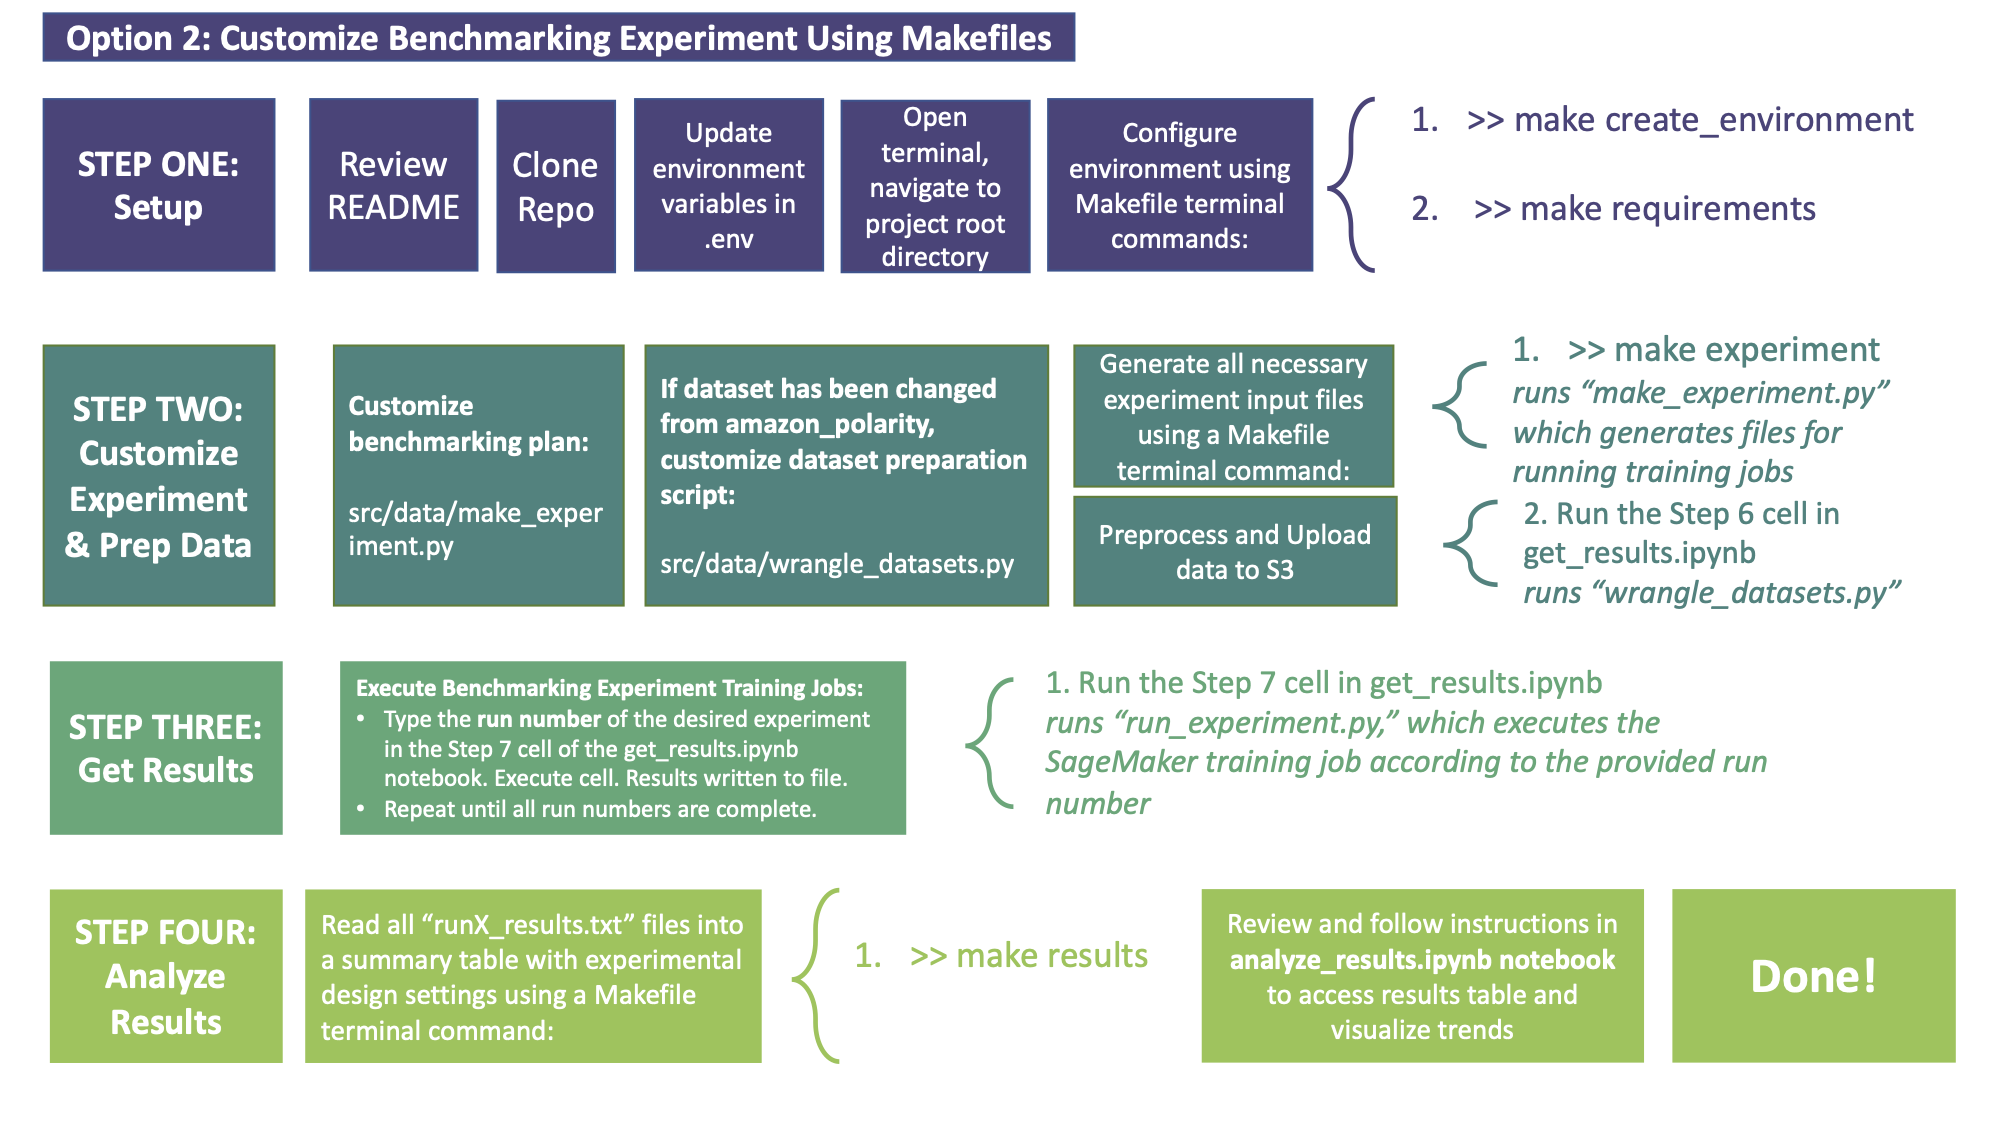 Option 2: Customize Benchmarking Experiment Using Makefiles
STEP ONE:
Setup
Review
README
Clone
Repo
Update
environment
variables in
.env
Open
terminal,
navigate to
project root
directory
Configure
environment using
Makefile terminal
commands:
1. >> make create_environment
2. >> make requirements
STEP TWO:
Customize
Experiment
& Prep Data
Customize
benchmarking plan:
src/data/make_exper
iment.py
If dataset has been changed
from amazon_polarity,
customize dataset preparation
script:
src/data/wrangle_datasets.py
Generate all necessary
experiment input files
using a Makefile
terminal command:
1. >> make experiment
runs “make_experiment.py”
which generates files for
running training jobs
Preprocess and Upload
data to S3
2. Run the Step 6 cell in
get_results.ipynb
runs “wrangle_datasets.py”
STEP THREE:
Get Results
Execute Benchmarking Experiment Training Jobs:
• Type the run number of the desired experiment
in the Step 7 cell of the get_results.ipynb
notebook. Execute cell. Results written to file.
• Repeat until all run numbers are complete.
1. Run the Step 7 cell in get_results.ipynb
runs “run_experiment.py,” which executes the
SageMaker training job according to the provided run
number
STEP FOUR:
Analyze
Results
Read all “runX_results.txt” files into
a summary table with experimental
design settings using a Makefile
terminal command:
1. >> make results
Review and follow instructions in
analyze_results.ipynb notebook
to access results table and
visualize trends
Done!